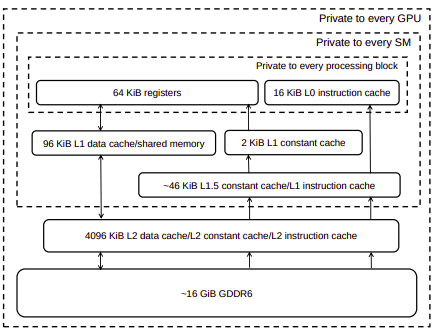 Private to every GPU
Private to every SM
Private to every processing block
64 KiB registers
16 KiB L0 instruction cache
96 KiB L1 data cache/shared memory
2 KiB L1 constant cache
~46 KiB L1.5 constant cache/L1 instruction cache
4096 KiB L2 data cache/L2 constant cache/L2 instruction cache
~16 GiB GDDR6